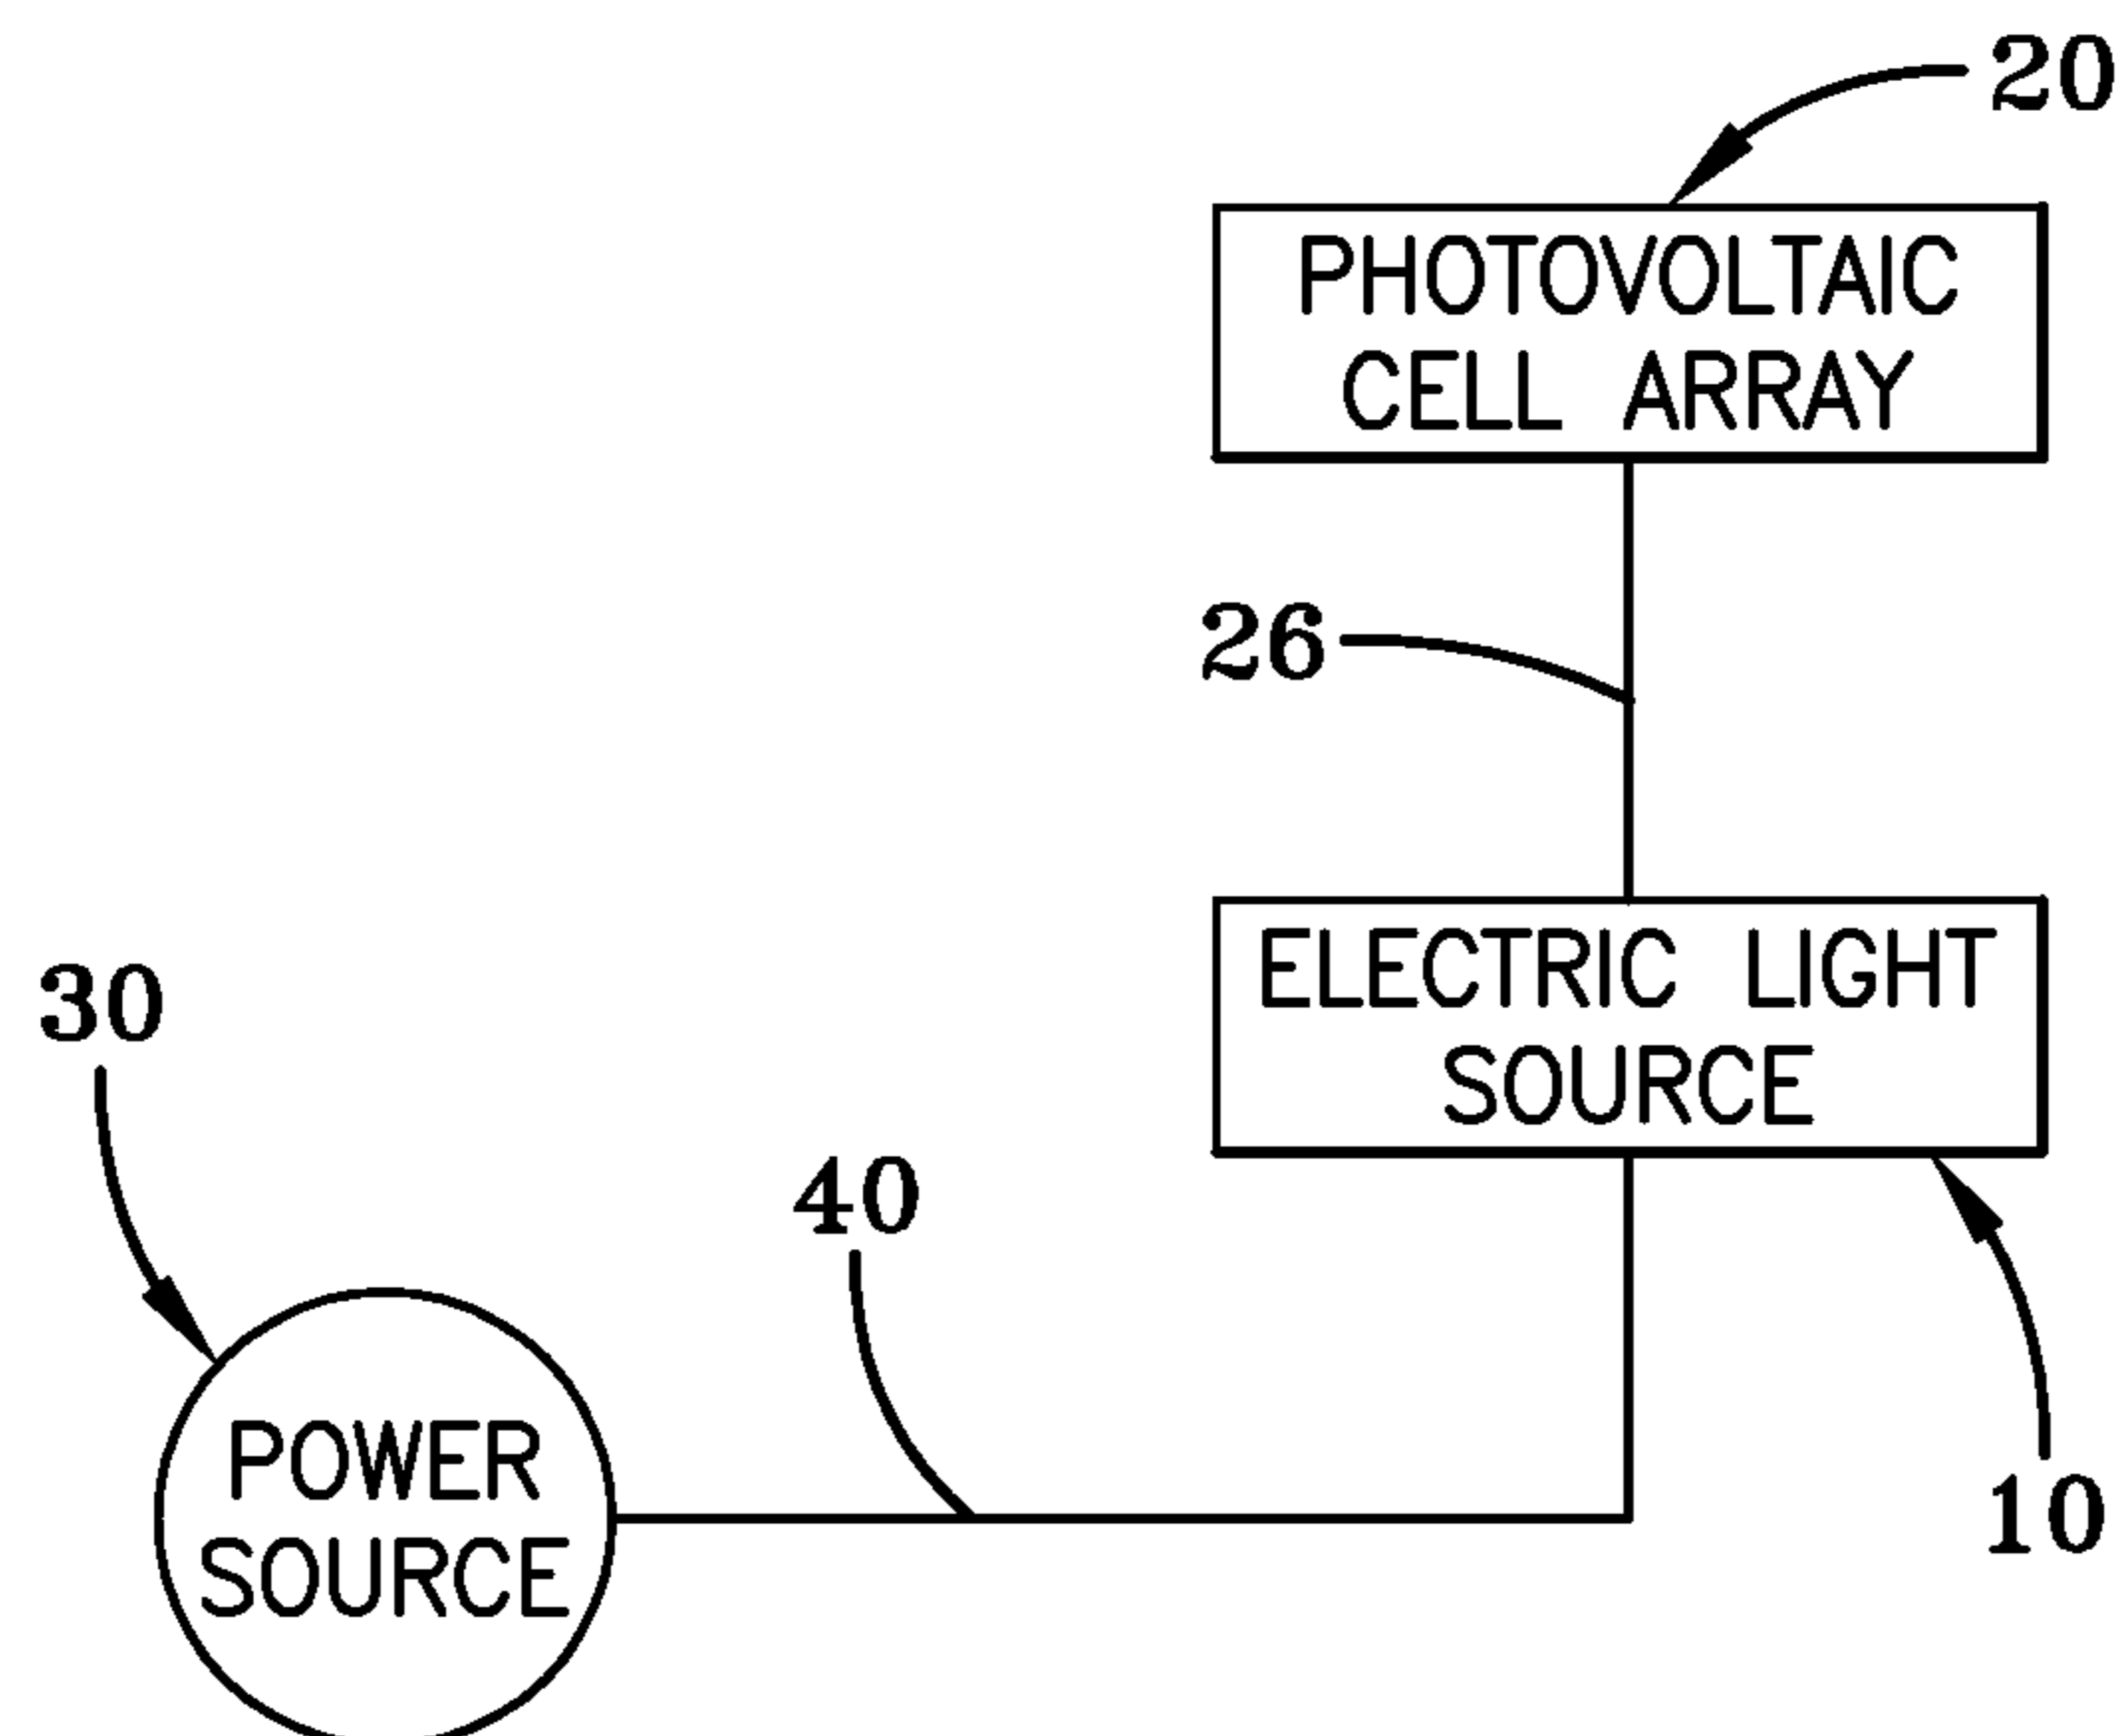 20
PHOTOVOLTAIC
CELL ARRAY
26
ELECTRIC LIGHT
SOURCE
30
40
POWER
SOURCE
10